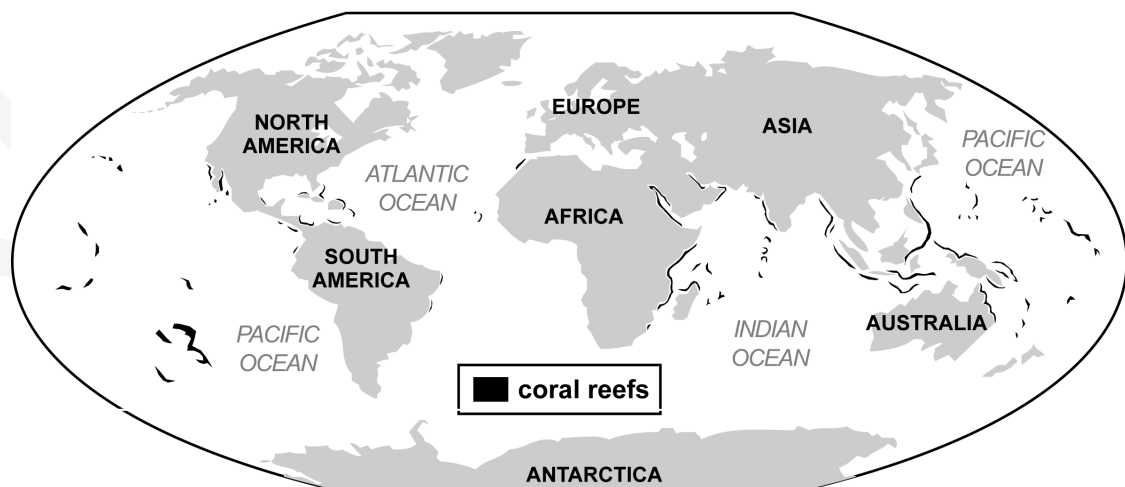 EUROPE
ASIA
NORTH
AMERICA
PACIFIC
OCEAN
ATLANTIC
OCEAN
AFRICA
SOUTH
AMERICA
PACIFIC
OCEAN
INDIAN
OCEAN
AUSTRALIA
coral reefs
ANTARCTICA